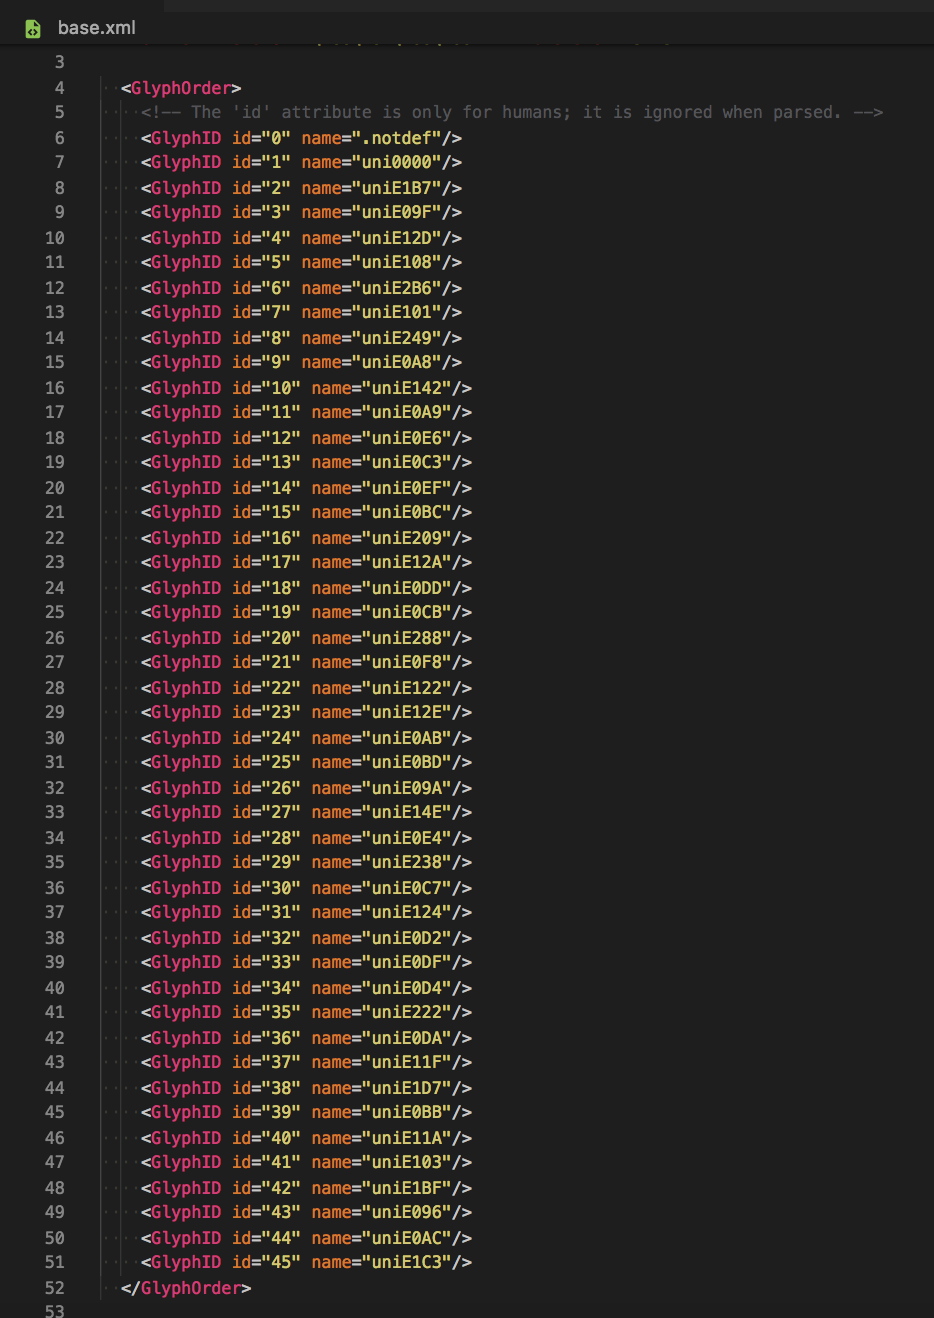 base.xml
3
4 <GlyphOrder>
5 <!-- The 'id' attribute is only for humans; it is ignored when parsed. -->
6 <GlyphID id="0" name=".notdef"/>
7 <GlyphID id="1" name="uni0000"/>
8 <GlyphID id="2" name="uniE1B7"/>
9 <GlyphID id="3" name="uniE09F"/>
10 <GlyphID id="4" name="uniE12D"/>
11 <GlyphID id="5" name="uniE108"/>
12 <GlyphID id="6" name="uniE2B6"/>
13 <GlyphID id="7" name="uniE101"/>
14 <GlyphID id="8" name="uniE249"/>
15 <GlyphID id="9" name="uniE0A8"/>
16 <GlyphID id="10" name="uniE142"/>
17 <GlyphID id="11" name="uniE0A9"/>
18 <GlyphID id="12" name="uniE0E6"/>
19 <GlyphID id="13" name="uniE0C3"/>
20 <GlyphID id="14" name="uniE0EF"/>
21 <GlyphID id="15" name="uniE0BC"/>
22 <GlyphID id="16" name="uniE209"/>
23 <GlyphID id="17" name="uniE12A"/>
24 <GlyphID id="18" name="uniE0DD"/>
25 <GlyphID id="19" name="uniE0CB"/>
26 <GlyphID id="20" name="uniE288"/>
27 <GlyphID id="21" name="uniE0F8"/>
28 <GlyphID id="22" name="uniE122"/>
29 <GlyphID id="23" name="uniE12E"/>
30 <GlyphID id="24" name="uniE0AB"/>
31 <GlyphID id="25" name="uniE0BD"/>
32 <GlyphID id="26" name="uniE09A"/>
33 <GlyphID id="27" name="uniE14E"/>
34 <GlyphID id="28" name="uniE0E4"/>
35 <GlyphID id="29" name="uniE238"/>
36 <GlyphID id="30" name="uniE0C7"/>
37 <GlyphID id="31" name="uniE124"/>
38 <GlyphID id="32" name="uniE0D2"/>
39 <GlyphID id="33" name="uniE0DF"/>
40 <GlyphID id="34" name="uniE0D4"/>
41 <GlyphID id="35" name="uniE222"/>
42 <GlyphID id="36" name="uniE0DA"/>
43 <GlyphID id="37" name="uniE11F"/>
44 <GlyphID id="38" name="uniE1D7"/>
45 <GlyphID id="39" name="uniE0BB"/>
46 <GlyphID id="40" name="uniE11A"/>
47 <GlyphID id="41" name="uniE103"/>
48 <GlyphID id="42" name="uniE1BF"/>
49 <GlyphID id="43" name="uniE096"/>
50 <GlyphID id="44" name="uniE0AC"/>
51 <GlyphID id="45" name="uniE1C3"/>
52 </GlyphOrder>
53